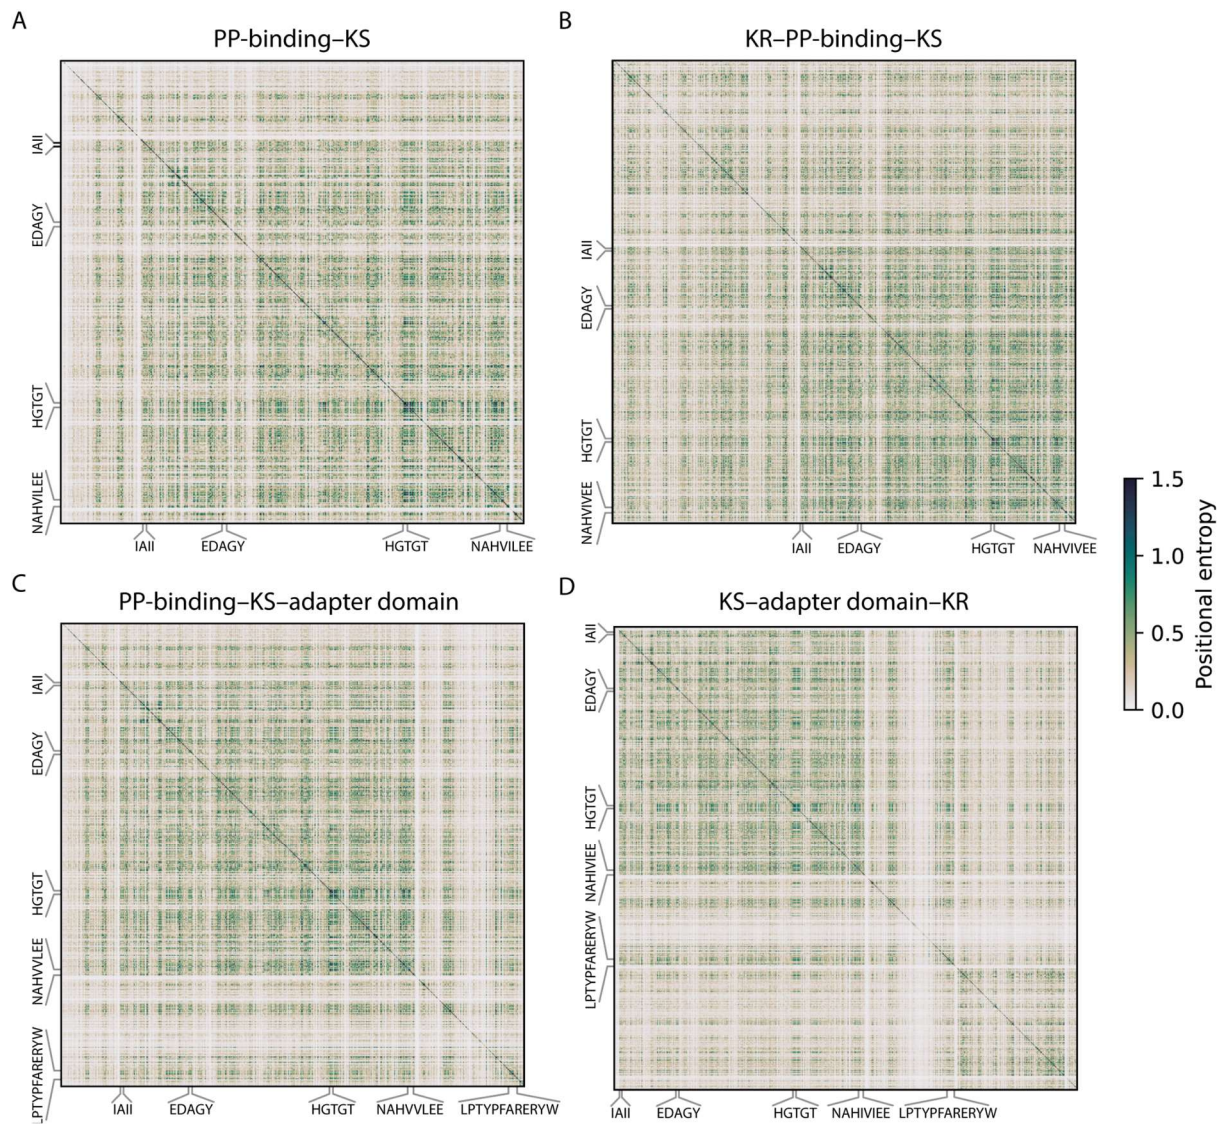 A
PP-binding–KS
IAII
EDAGY
HGTGT
NAHVILEE
IAII
EDAGY
HGTGT
NAHVILEE
B
KR–PP-binding–KS
IAII
EDAGY
HGTGT
NAHVIVEE
IAII
EDAGY
HGTGT
NAHVIVEE
C
PP-binding–KS–adapter domain
IAII
EDAGY
HGTGT
NAHVVLEE
LPTYPFARERYW
IAII
EDAGY
HGTGT
NAHVVLEE
LPTYPFARERYW
D
KS–adapter domain–KR
IAII
EDAGY
HGTGT
NAHIVIEE
LPTYPFARERYW
IAII
EDAGY
HGTGT
NAHIVIEE
LPTYPFARERYW
1.5
1.0
0.5
0.0
Positional entropy